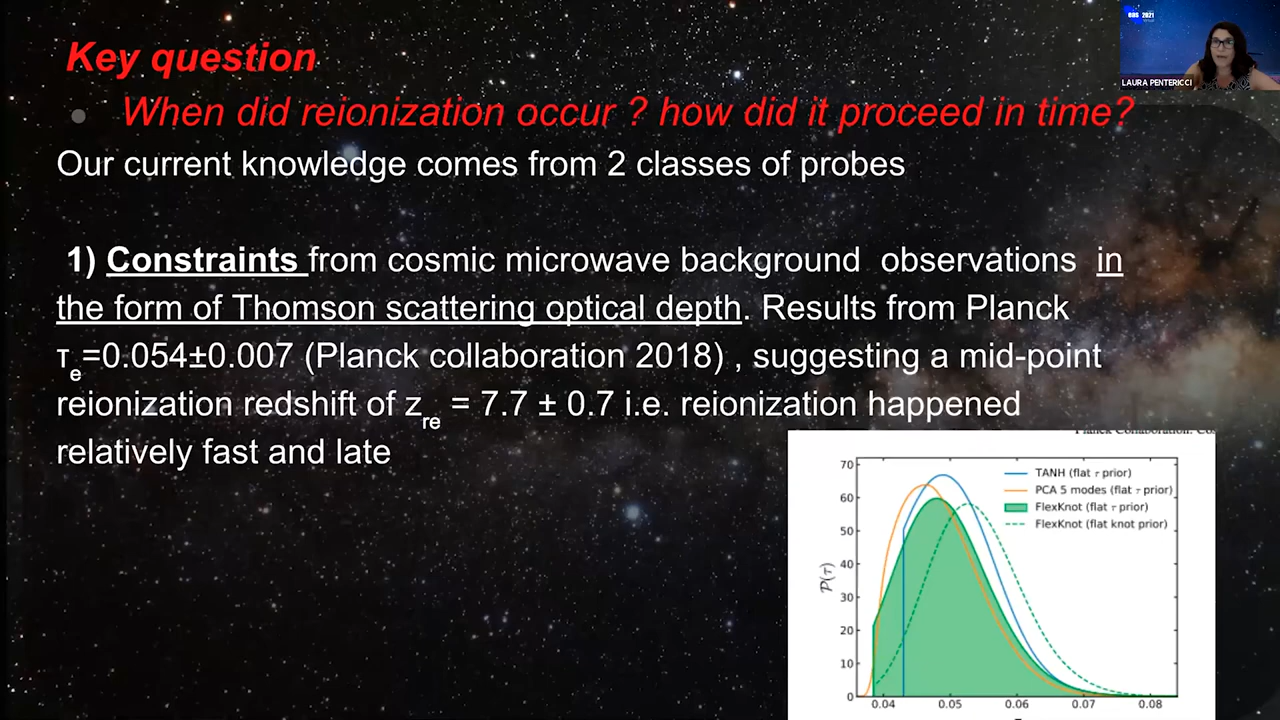 Key question
When did reionization occur ? how did it proceed in time?
Our current knowledge comes from 2 classes of probes
1) Constraints from cosmic microwave background observations in
the form of Thomson scattering optical depth. Results from Planck
τe=0.054±0.007 (Planck collaboration 2018) , suggesting a mid-point
reionization redshift of zre = 7.7 ± 0.7 i.e. reionization happened
relatively fast and late
EAS 2021
LAURA PENTERICCI
Planck Collaboration: Cos
TANH (flat τ prior)
PCA 5 modes (flat τ prior)
FlexKnot (flat τ prior)
FlexKnot (flat knot prior)
P(τ)
70
60
50
40
30
20
10
0
0.04 0.05 0.06 0.07 0.08